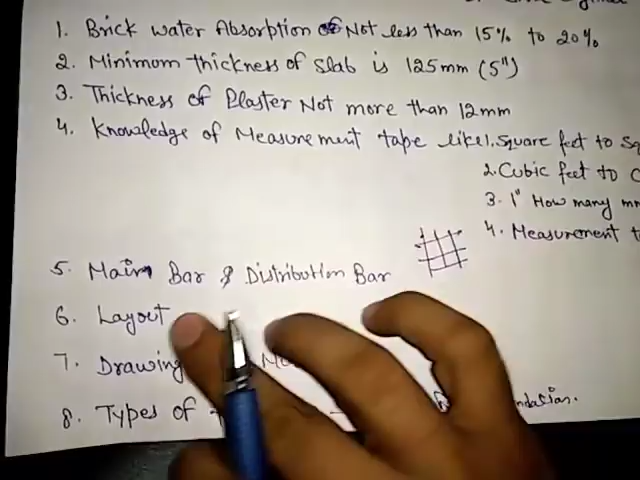 1. Brick water Absorption Not less than 15% to 20%
2. Minimum thickness of slab is 125mm (5")
3. Thickness of Plaster Not more than 12mm
4. Knowledge of Measurement tape like 1. Square feet to
2. Cubic feet to
3. 1" How many
4. Measurement
5. Main Bar & Distribution Bar
6. Layout
7. Drawing
8. Types of